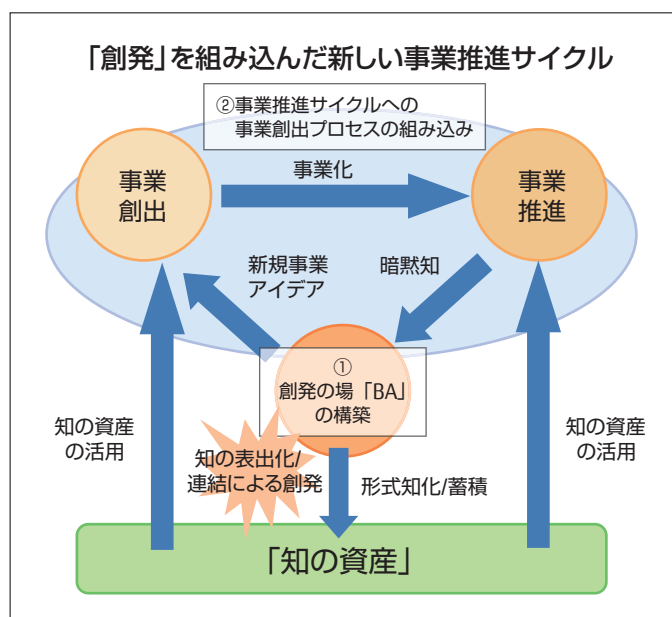 「創発」を組み込んだ新しい事業推進サイクル
②事業推進サイクルへの
事業創出プロセスの組み込み
事業
創出
事業化
事業
推進
新規事業
アイデア
暗黙知
①
創発の場「BA」
の構築
知の資産
の活用
知の表出化/
連結による創発
形式知化/蓄積
知の資産
の活用
「知の資産」